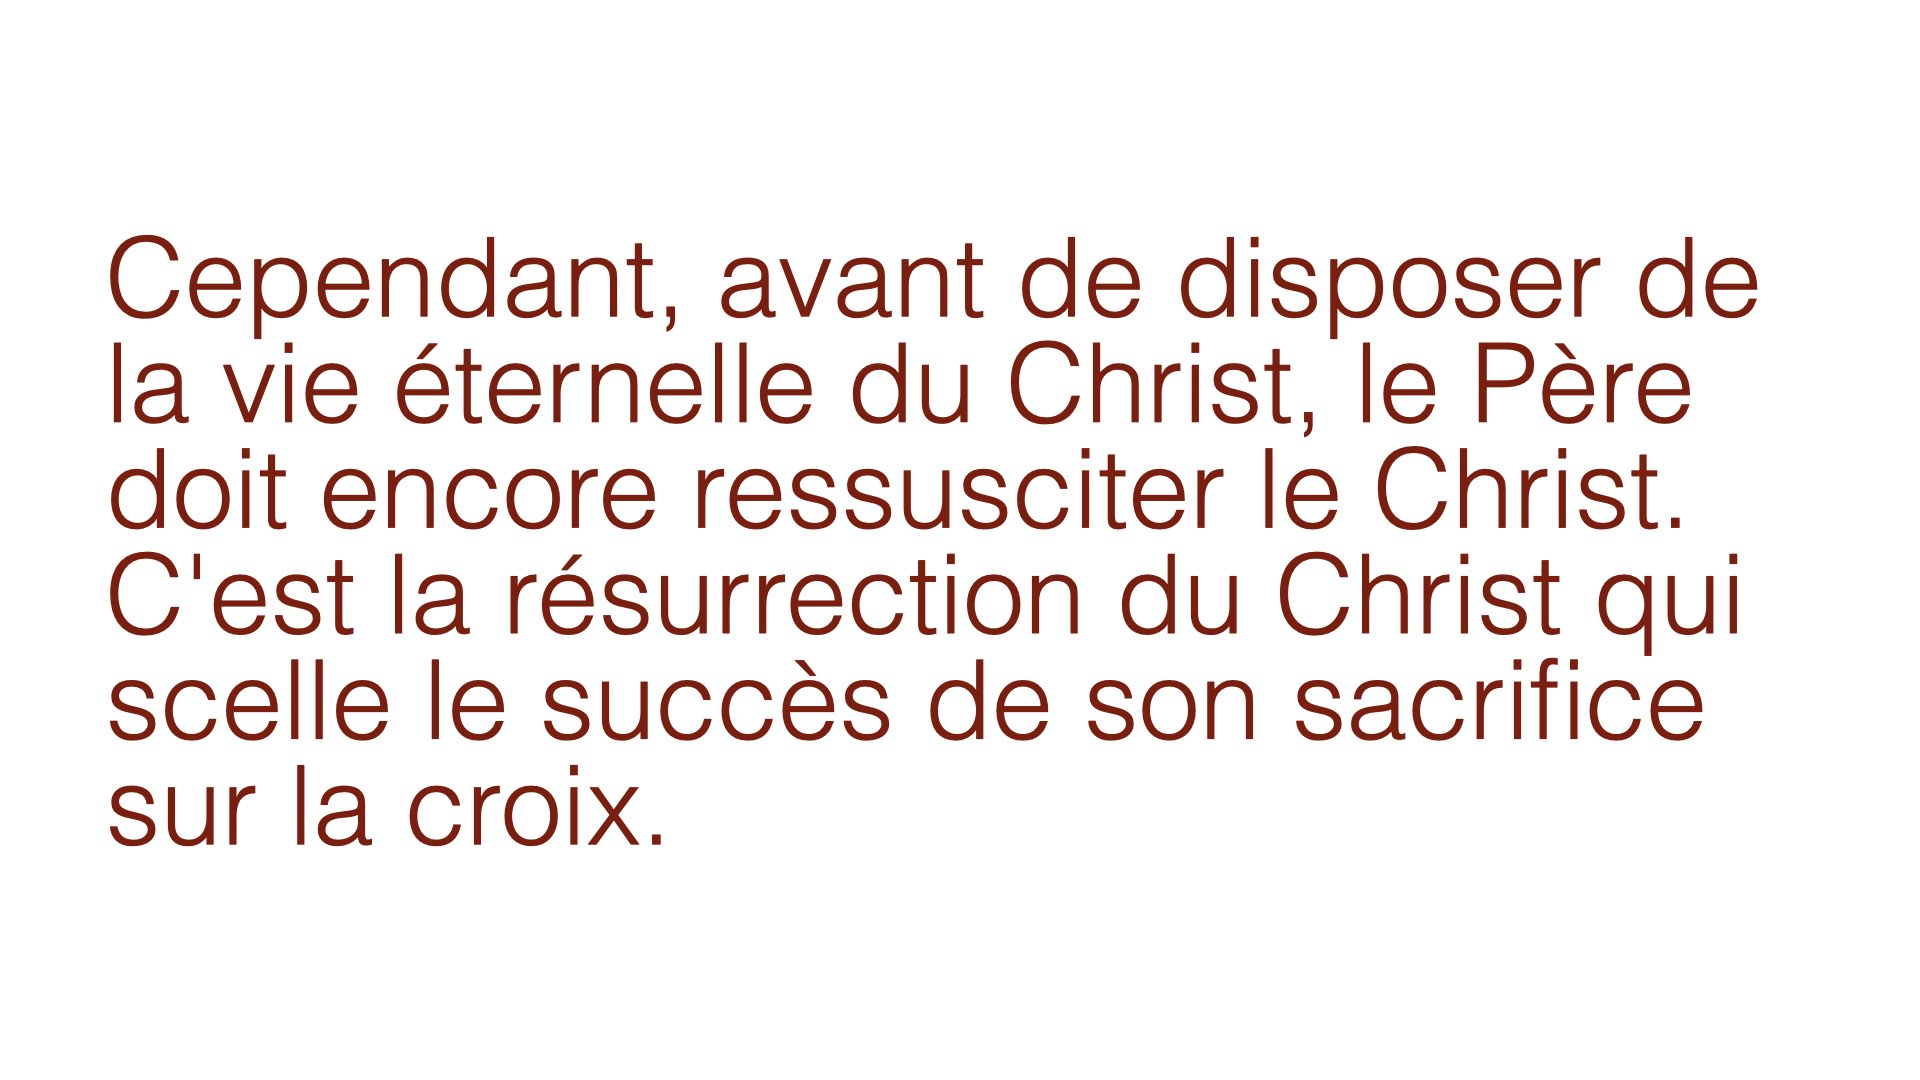 Cependant, avant de disposer de
la vie éternelle du Christ, le Père
doit encore ressusciter le Christ.
C'est la résurrection du Christ qui
scelle le succès de son sacrifice
sur la croix.